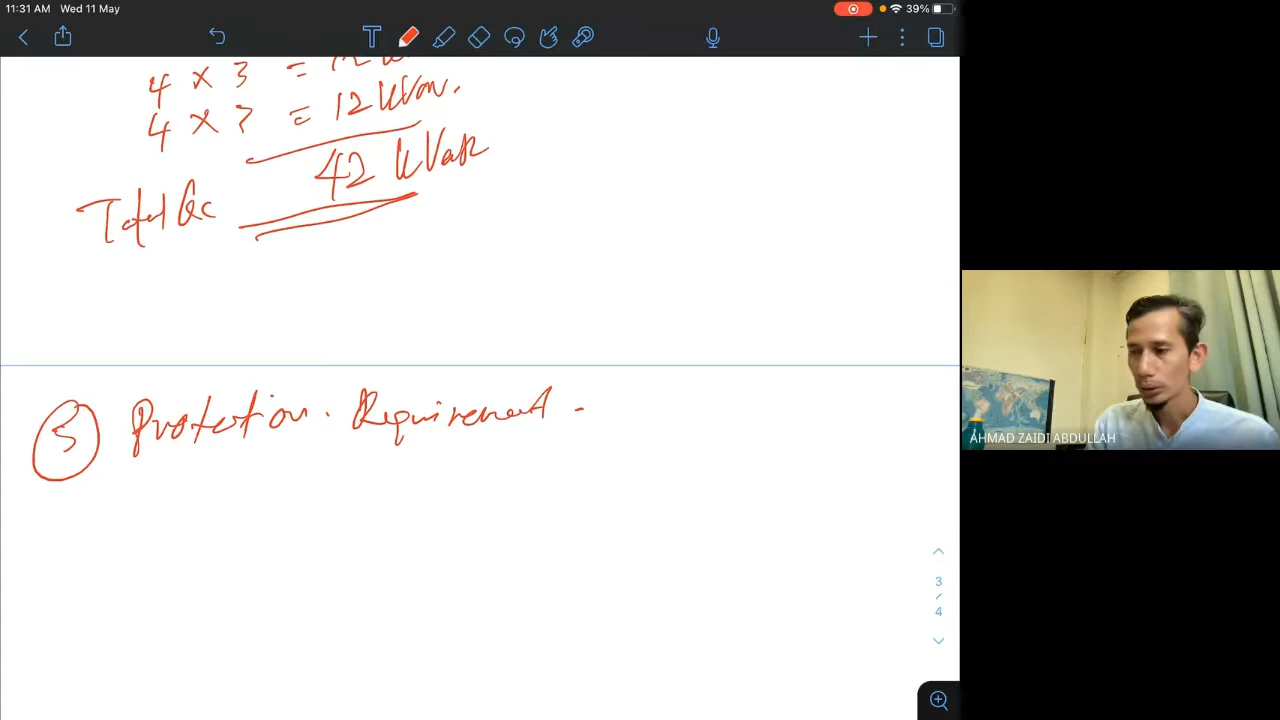 11:31 AM Wed 11 May
39%
4 x 3 = 12
4 x 3 = 12 kVar.
42 kVar
Total Qc
3 Protection. Requirement.
3
/
4
AHMAD ZAIDI ABDULLAH